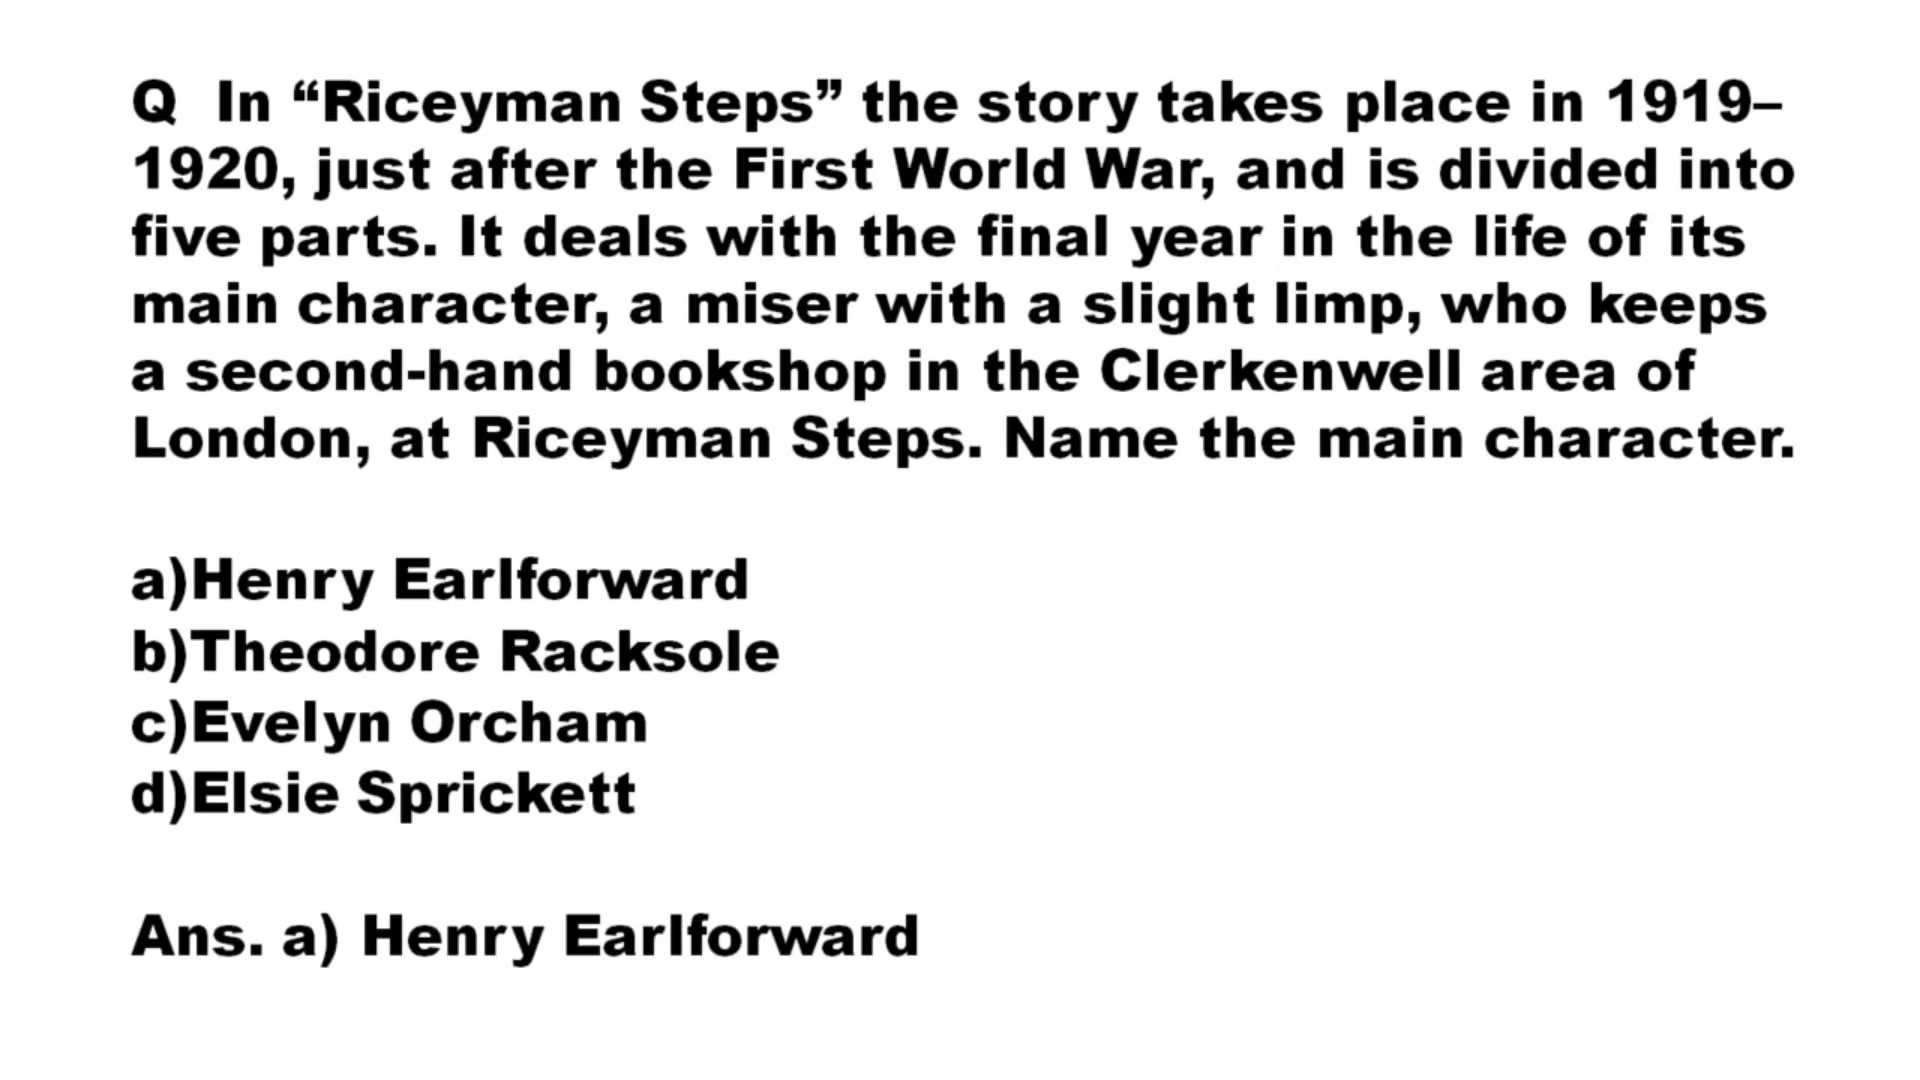 Q  In “Riceyman Steps” the story takes place in 1919–
1920, just after the First World War, and is divided into
five parts. It deals with the final year in the life of its
main character, a miser with a slight limp, who keeps
a second-hand bookshop in the Clerkenwell area of
London, at Riceyman Steps. Name the main character.
a)Henry Earlforward
b)Theodore Racksole
c)Evelyn Orcham
d)Elsie Sprickett
Ans. a) Henry Earlforward